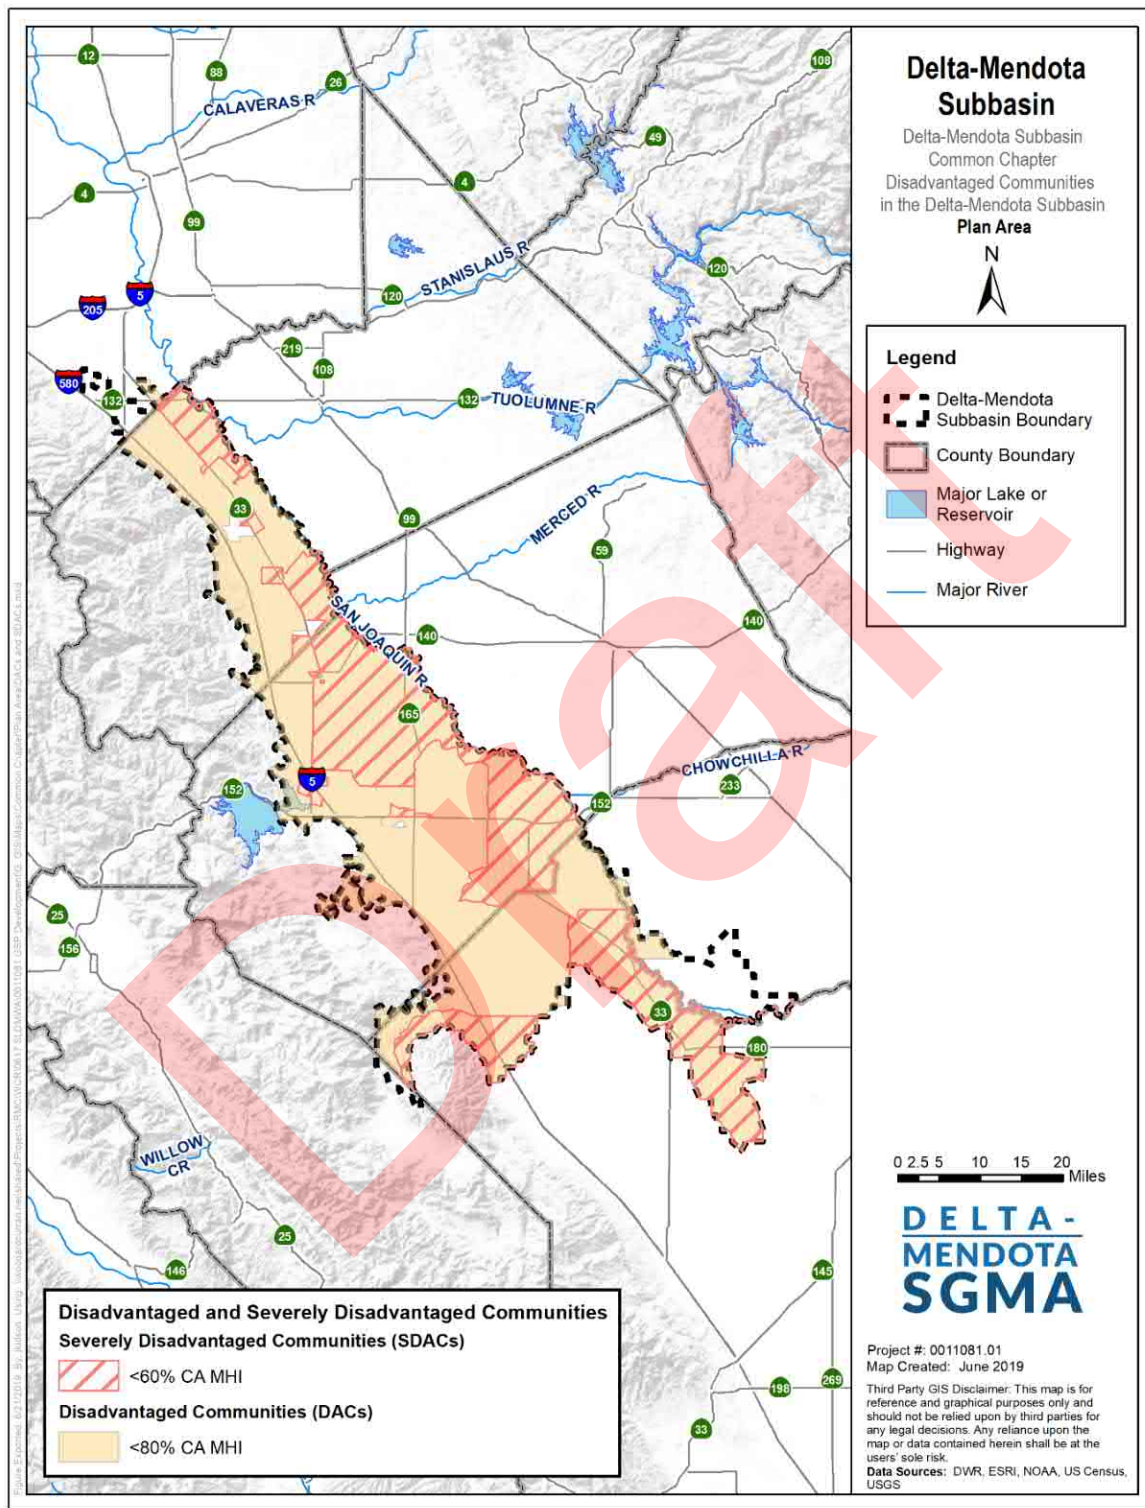 Delta-Mendota
Subbasin
Delta-Mendota Subbasin
Common Chapter
Disadvantaged Communities
in the Delta-Mendota Subbasin
Plan Area
N
Legend
Delta-Mendota
Subbasin Boundary
County Boundary
Major Lake or
Reservoir
Highway
Major River
12
88
26
108
CALAVERAS R
49
4
4
99
STANISLAUS R
120
120
5
205
219
108
580
132
132
TUOLUMNE R
33
99
MERCED R
59
SAN JOAQUIN R
140
140
165
CHOWCHILLA R
5
152
152
233
25
156
33
180
WILLOW
CR
25
146
145
198
269
33
Draft
0 2.5 5 10 15 20
Miles
DELTA-
MENDOTA
SGMA
Disadvantaged and Severely Disadvantaged Communities
Severely Disadvantaged Communities (SDACs)
<60% CA MHI
Disadvantaged Communities (DACs)
<80% CA MHI
Project #: 0011081.01
Map Created: June 2019
Third Party GIS Disclaimer: This map is for
reference and graphical purposes only and
should not be relied upon by third parties for
any legal decisions. Any reliance upon the
map or data contained herein shall be at the
users' sole risk.
Data Sources: DWR, ESRI, NOAA, US Census,
USGS